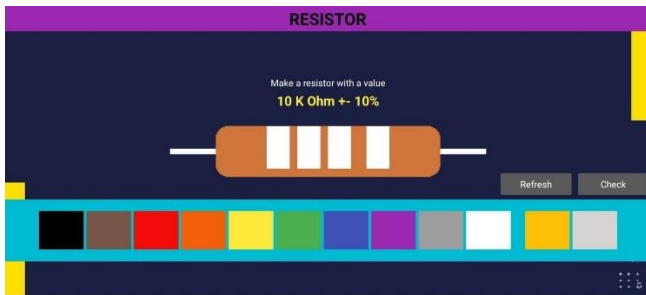 RESISTOR
Make a resistor with a value
10 K Ohm +- 10%
Refresh
Check